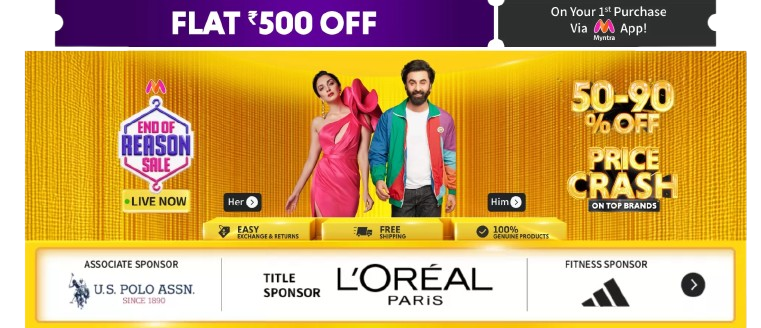 FLAT ₹500 OFF
On Your 1st Purchase
Via Myntra App!
END OF
REASON
SALE
LIVE NOW
50-90
% OFF
PRICE
CRASH
ON TOP BRANDS
Her
Him
EASY
EXCHANGE & RETURNS
FREE
SHIPPING
100%
GENUINE PRODUCTS
ASSOCIATE SPONSOR
U.S. POLO ASSN.
SINCE 1890
TITLE
SPONSOR
L'ORÉAL
PARiS
FITNESS SPONSOR